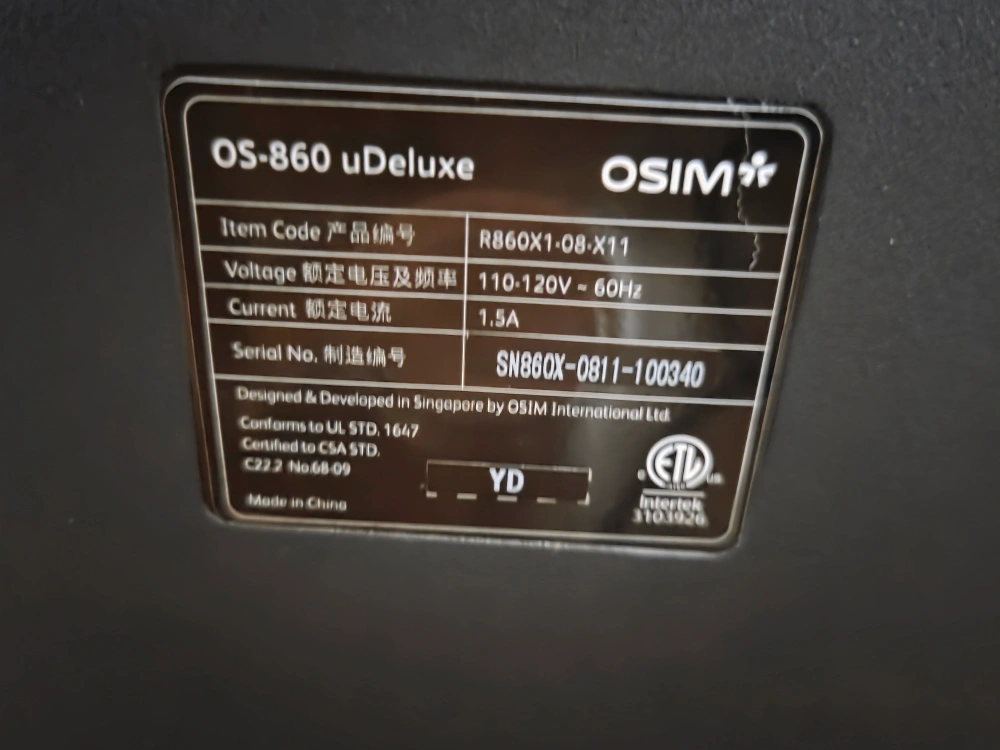 OS-860 uDeluxe OSIM
Item Code 产品编号 R860X1-08-X11
Voltage 额定电压及频率 110-120V ~ 60Hz
Current 额定电流 1.5A
Serial No. 制造编号 SN860X-0811-100340
Designed & Developed in Singapore by OSIM International Ltd.
Conforms to UL STD. 1647
Certified to CSA STD.
C22.2 No.68-09
YD
Made in China
C ETL US
Intertek
3103926